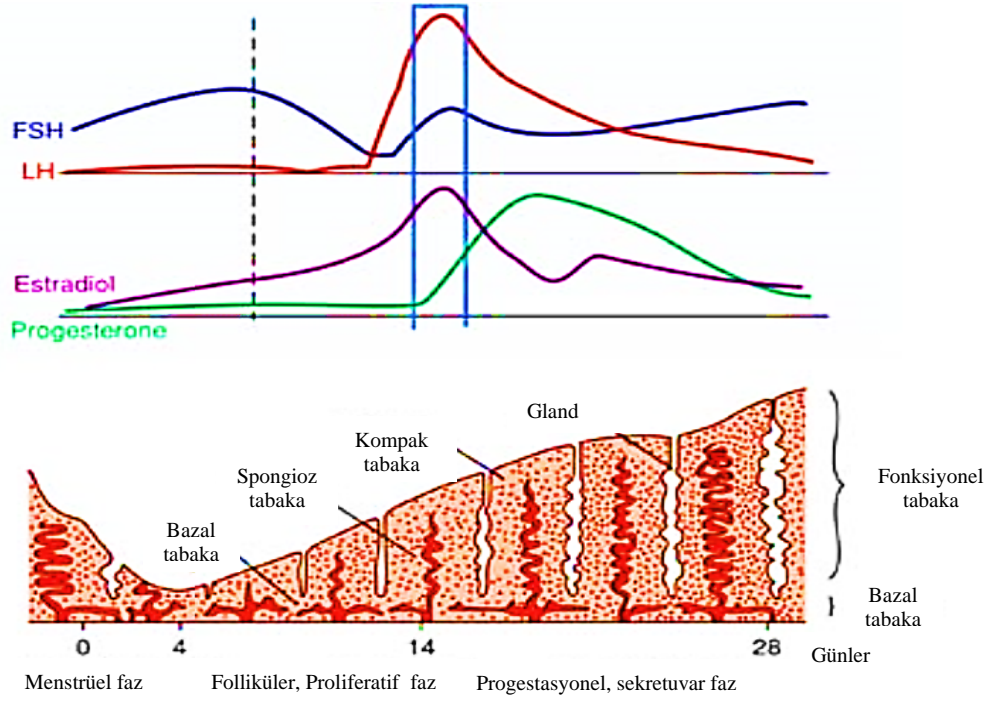 FSH
LH
Estradiol
Progesterone
Gland
Kompak
tabaka
Spongioz
tabaka
Bazal
tabaka
Fonksiyonel
tabaka
Bazal
tabaka
0 4 14 28 Günler
Menstrüel faz Folliküler, Proliferatif faz Progestasyonel, sekretuvar faz